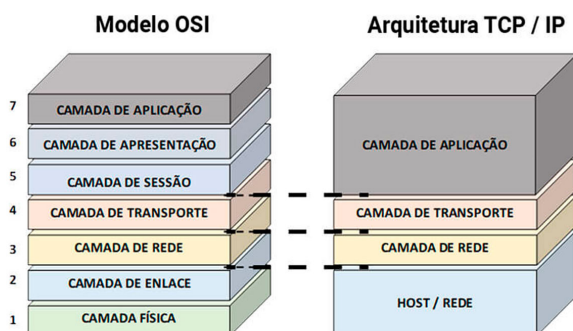 Modelo OSI
7 CAMADA DE APLICAÇÃO
6 CAMADA DE APRESENTAÇÃO
5 CAMADA DE SESSÃO
4 CAMADA DE TRANSPORTE
3 CAMADA DE REDE
2 CAMADA DE ENLACE
1 CAMADA FÍSICA
Arquitetura TCP / IP
CAMADA DE APLICAÇÃO
CAMADA DE TRANSPORTE
CAMADA DE REDE
HOST / REDE